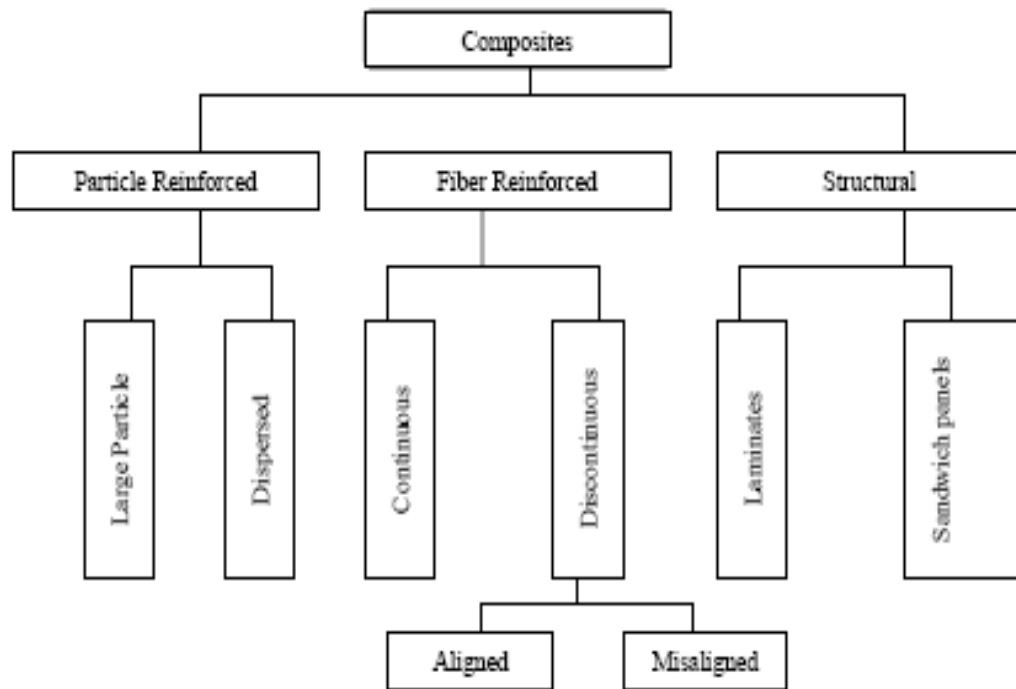 Composites
Particle Reinforced
Fiber Reinforced
Structural
Large Particle
Dispersed
Continuous
Discontinuous
Laminates
Sandwich panels
Aligned
Misaligned